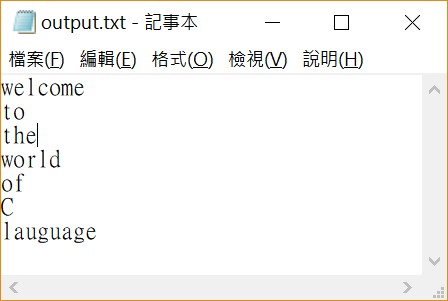 output.txt - 記事本
檔案(F) 編輯(E) 格式(O) 檢視(V) 說明(H)
welcome
to
the
world
of
C
lauguage